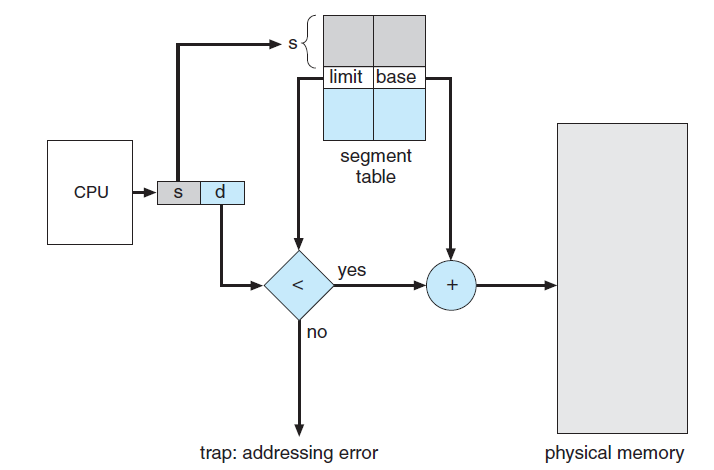 s
limit base
segment
table
CPU
s d
yes
<
+
no
trap: addressing error
physical memory